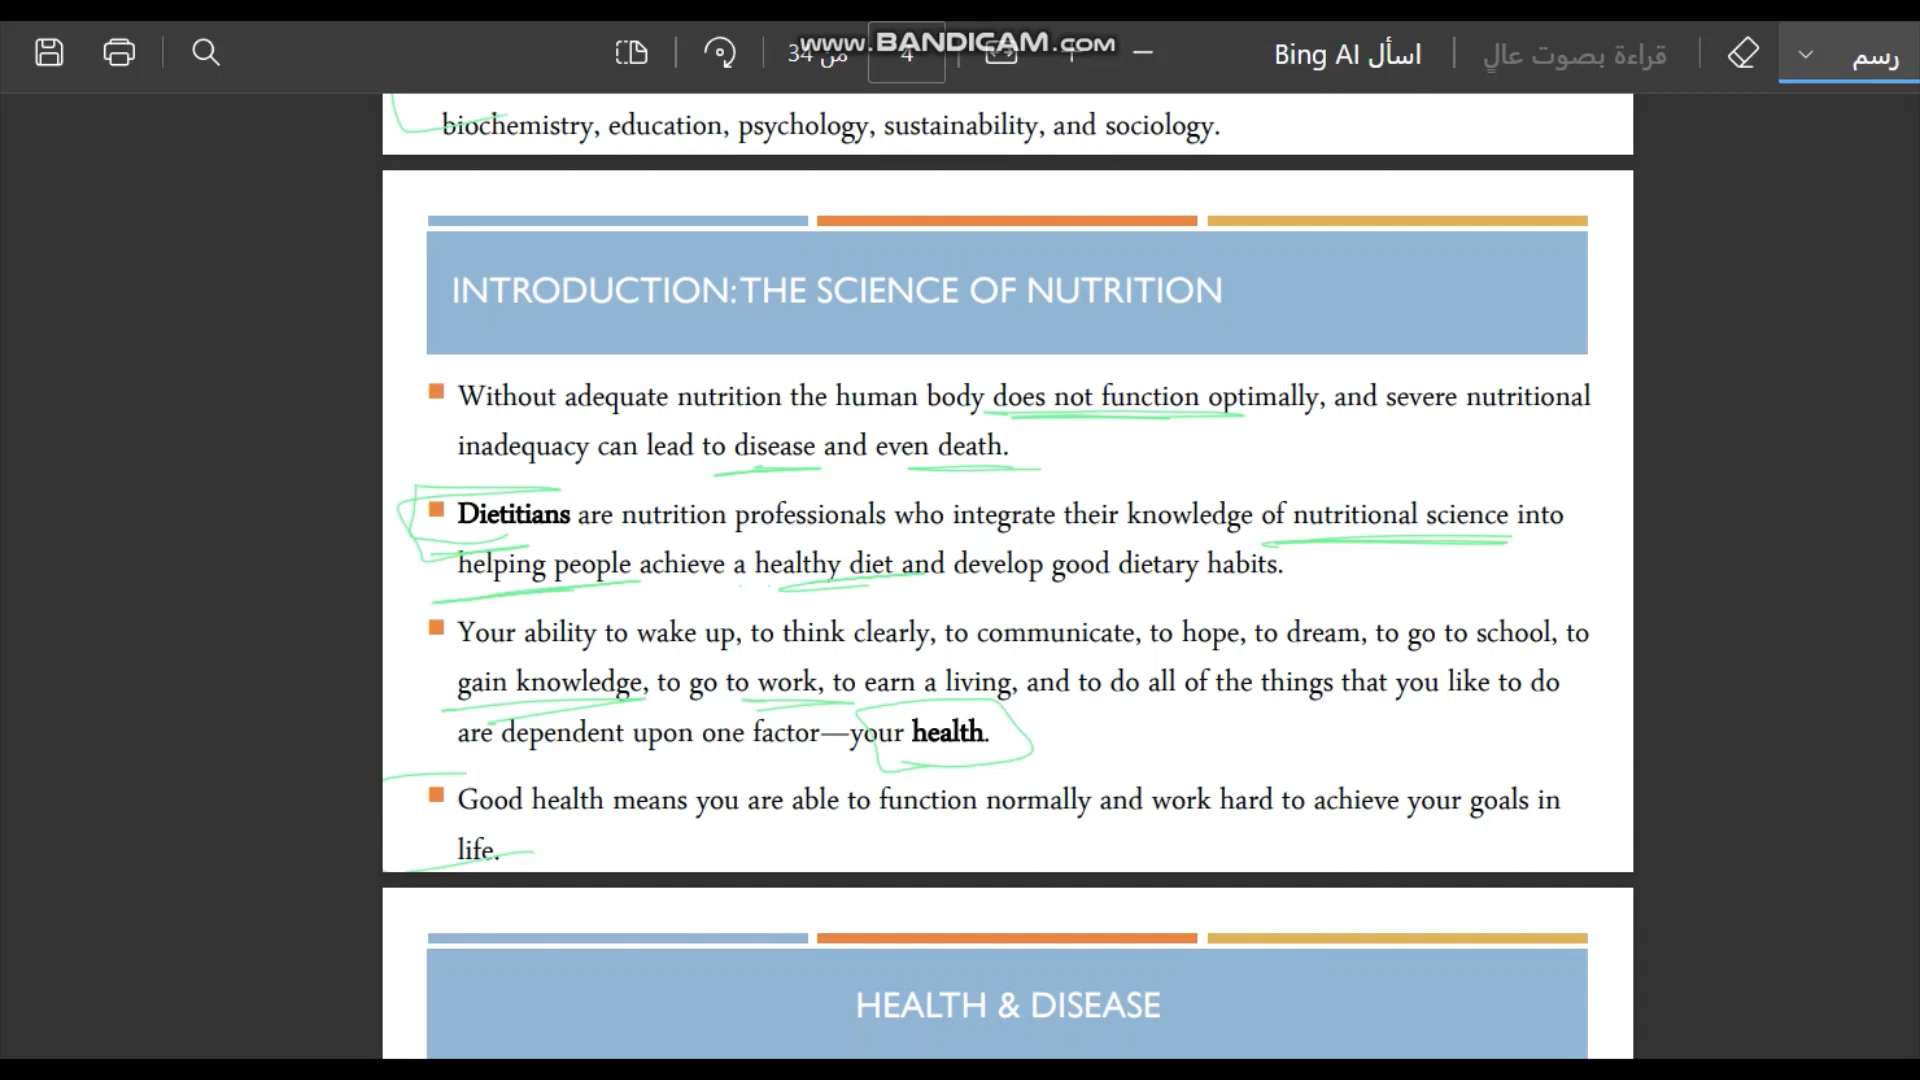 www.BANDICAM.com
34 من
4
اسأل Bing AI
قراءة بصوت عالٍ
رسم
biochemistry, education, psychology, sustainability, and sociology.
INTRODUCTION: THE SCIENCE OF NUTRITION
Without adequate nutrition the human body does not function optimally, and severe nutritional
inadequacy can lead to disease and even death.
Dietitians are nutrition professionals who integrate their knowledge of nutritional science into
helping people achieve a healthy diet and develop good dietary habits.
Your ability to wake up, to think clearly, to communicate, to hope, to dream, to go to school, to
gain knowledge, to go to work, to earn a living, and to do all of the things that you like to do
are dependent upon one factor—your health.
Good health means you are able to function normally and work hard to achieve your goals in
life.
HEALTH & DISEASE